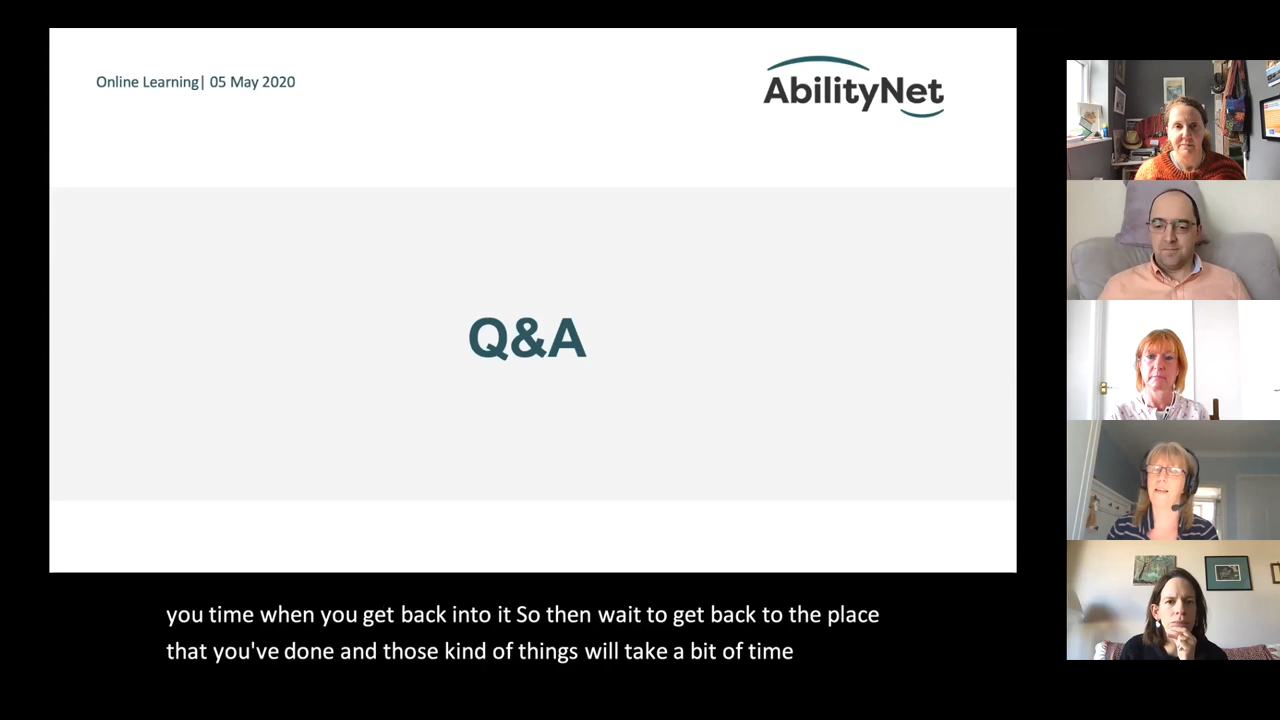 Online Learning| 05 May 2020
AbilityNet
Q&A
you time when you get back into it So then wait to get back to the place
that you've done and those kind of things will take a bit of time